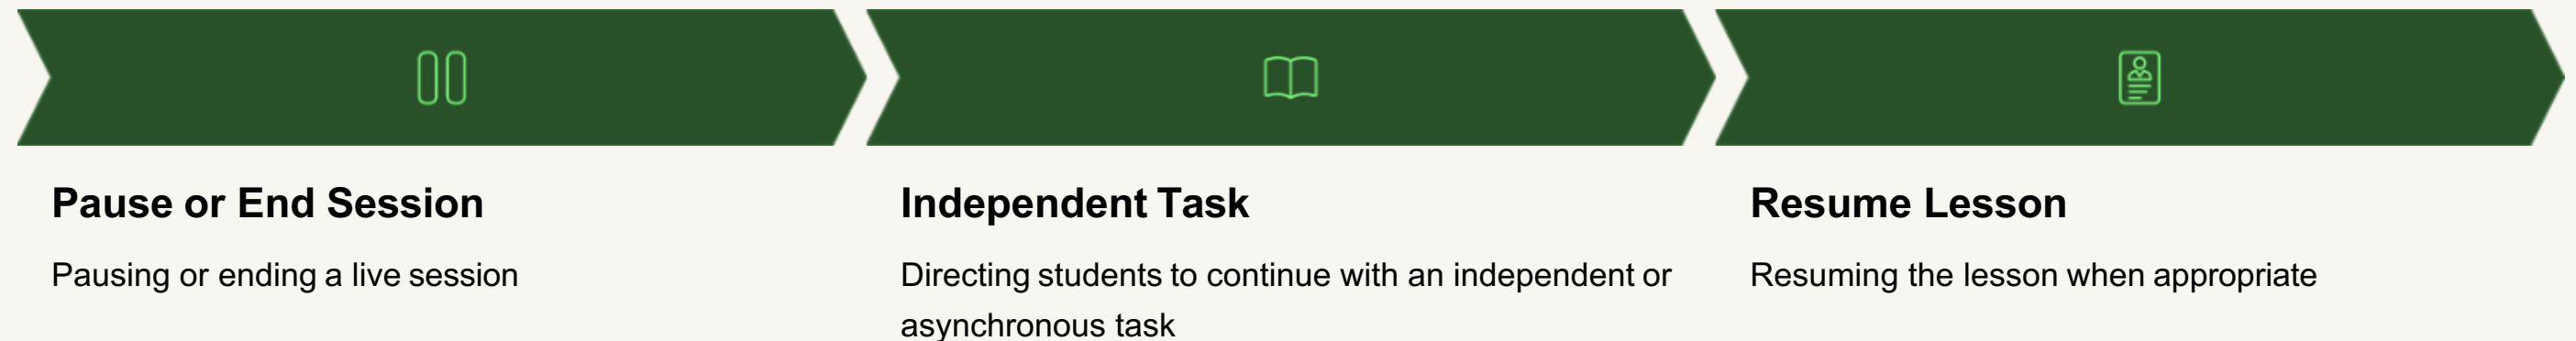 Pause or End Session
Pausing or ending a live session
Independent Task
Directing students to continue with an independent or
asynchronous task
Resume Lesson
Resuming the lesson when appropriate